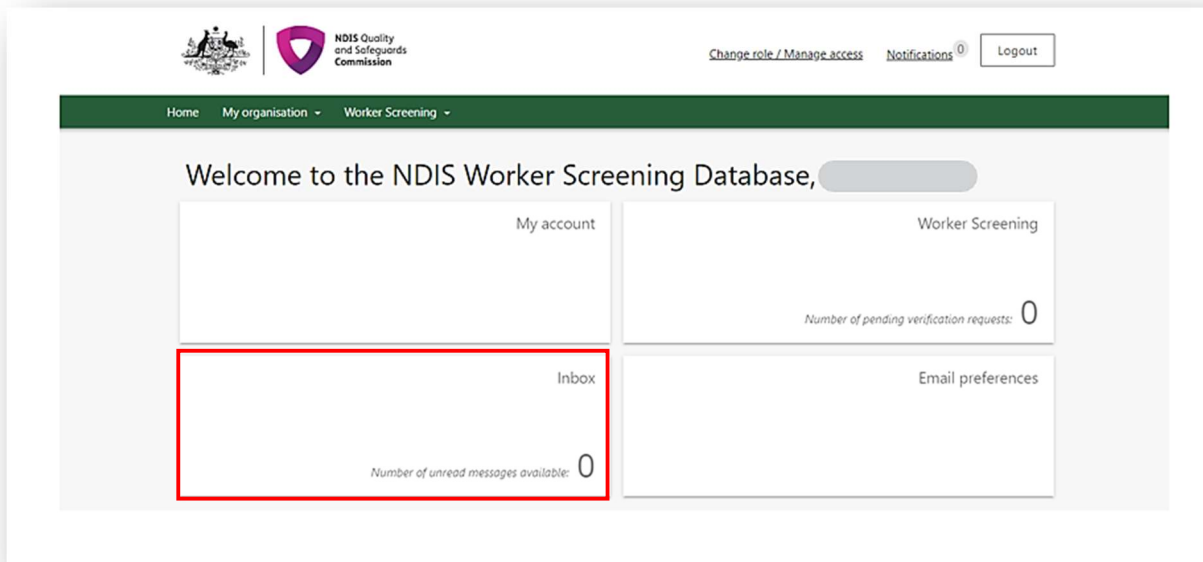 NDIS Quality
and Safeguards
Commission
Change role / Manage access Notifications 0 Logout
Home My organisation Worker Screening
Welcome to the NDIS Worker Screening Database,
My account
Worker Screening
Number of pending verification requests: 0
Inbox
Number of unread messages available: 0
Email preferences